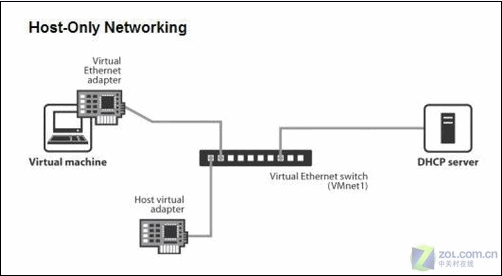 Host-Only Networking
Virtual
Ethernet
adapter
Virtual machine
DHCP server
Virtual Ethernet switch
(VMnet1)
Host virtual
adapter
ZOL.COM.CN
中关村在线